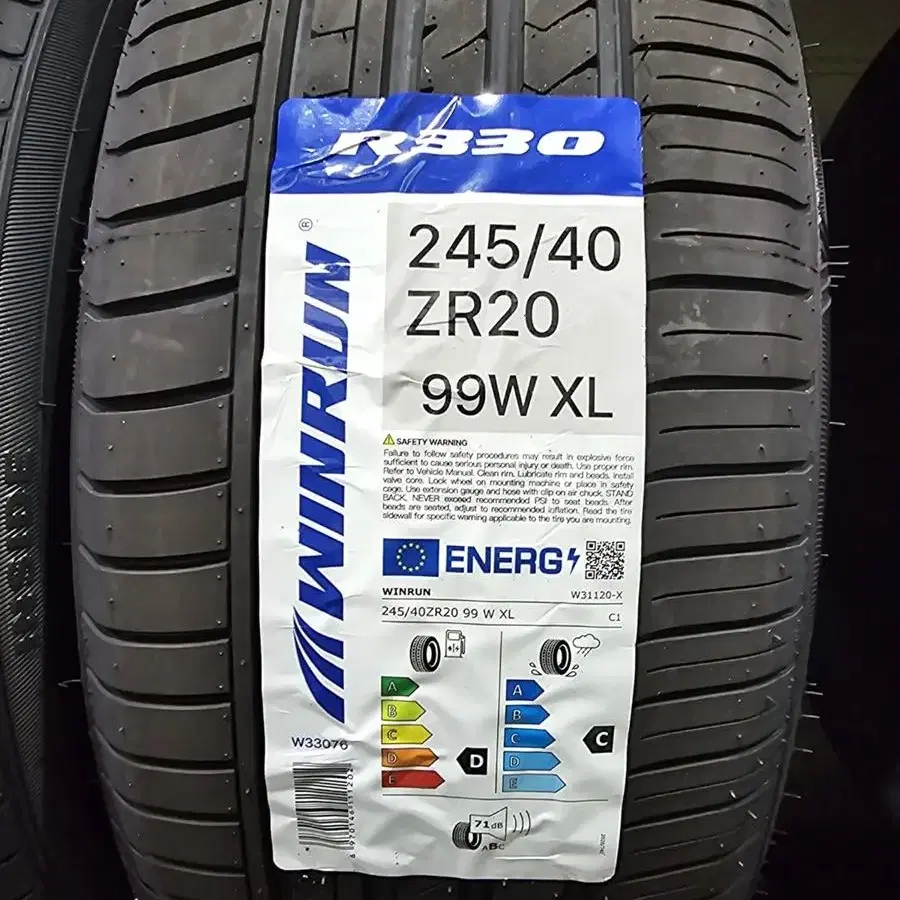 R330
WINRUN®
245/40
ZR20
99W XL
SAFETY WARNING
Failure to follow safety procedures may result in explosive force
sufficient to cause serious personal injury or death. Use proper rim.
Refer to Vehicle Manual. Clean rim. Lubricate rim and beads. Install
valve core. Lock wheel on mounting machine or place in safety
cage. Use extension gauge and hose with clip on air chuck. STAND
BACK. NEVER exceed recommended PSI to seat beads. After
beads are seated, adjust to recommended inflation. Read the tire
sidewall for specific warning applicable to the tire you are mounting.
ENERG
WINRUN W31120-X
245/40ZR20 99 W XL C1
A
B
C
D
E
D
A
B
C
D
E
C
71 dB
ABC
W33076